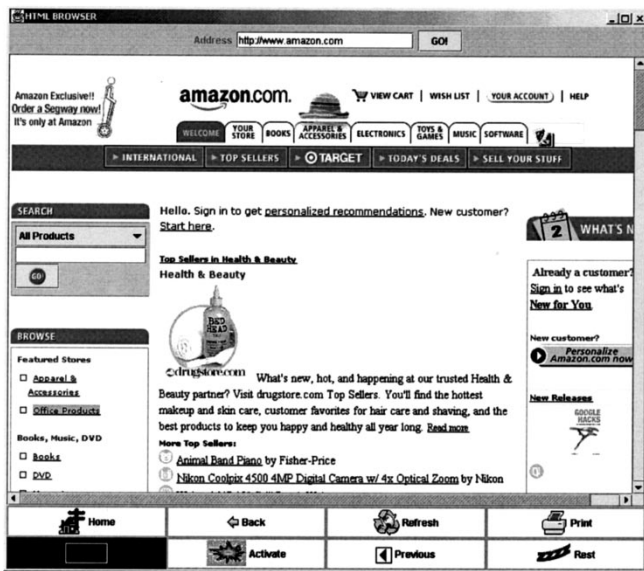 HTML BROWSER
Address http://www.amazon.com GO!
Amazon Exclusive!!
Order a Segway now!
It's only at Amazon
amazon.com.
VIEW CART | WISH LIST | YOUR ACCOUNT | HELP
WELCOME YOUR STORE BOOKS APPAREL & ACCESSORIES ELECTRONICS TOYS & GAMES MUSIC SOFTWARE
INTERNATIONAL TOP SELLERS TARGET TODAY'S DEALS SELL YOUR STUFF
SEARCH
All Products
GO!
BROWSE
Featured Stores
Apparel &
Accessories
Office Products
Books, Music, DVD
Books
DVD
Hello. Sign in to get personalized recommendations. New customer?
Start here.
Top Sellers in Health & Beauty
Health & Beauty
BED
HEAD
drugstore.com What's new, hot, and happening at our trusted Health &
Beauty partner? Visit drugstore.com Top Sellers. You'll find the hottest
makeup and skin care, customer favorites for hair care and shaving, and the
best products to keep you happy and healthy all year long. Read more
More Top Sellers:
Animal Band Piano by Fisher-Price
Nikon Coolpix 4500 4MP Digital Camera w/ 4x Optical Zoom by Nikon
2 WHAT'S N
Already a customer?
Sign in to see what's
New for You.
New customer?
Personalize
Amazon.com now
New Releases
GOOGLE
HACKS
Home Back Refresh Print
Activate Previous Rest